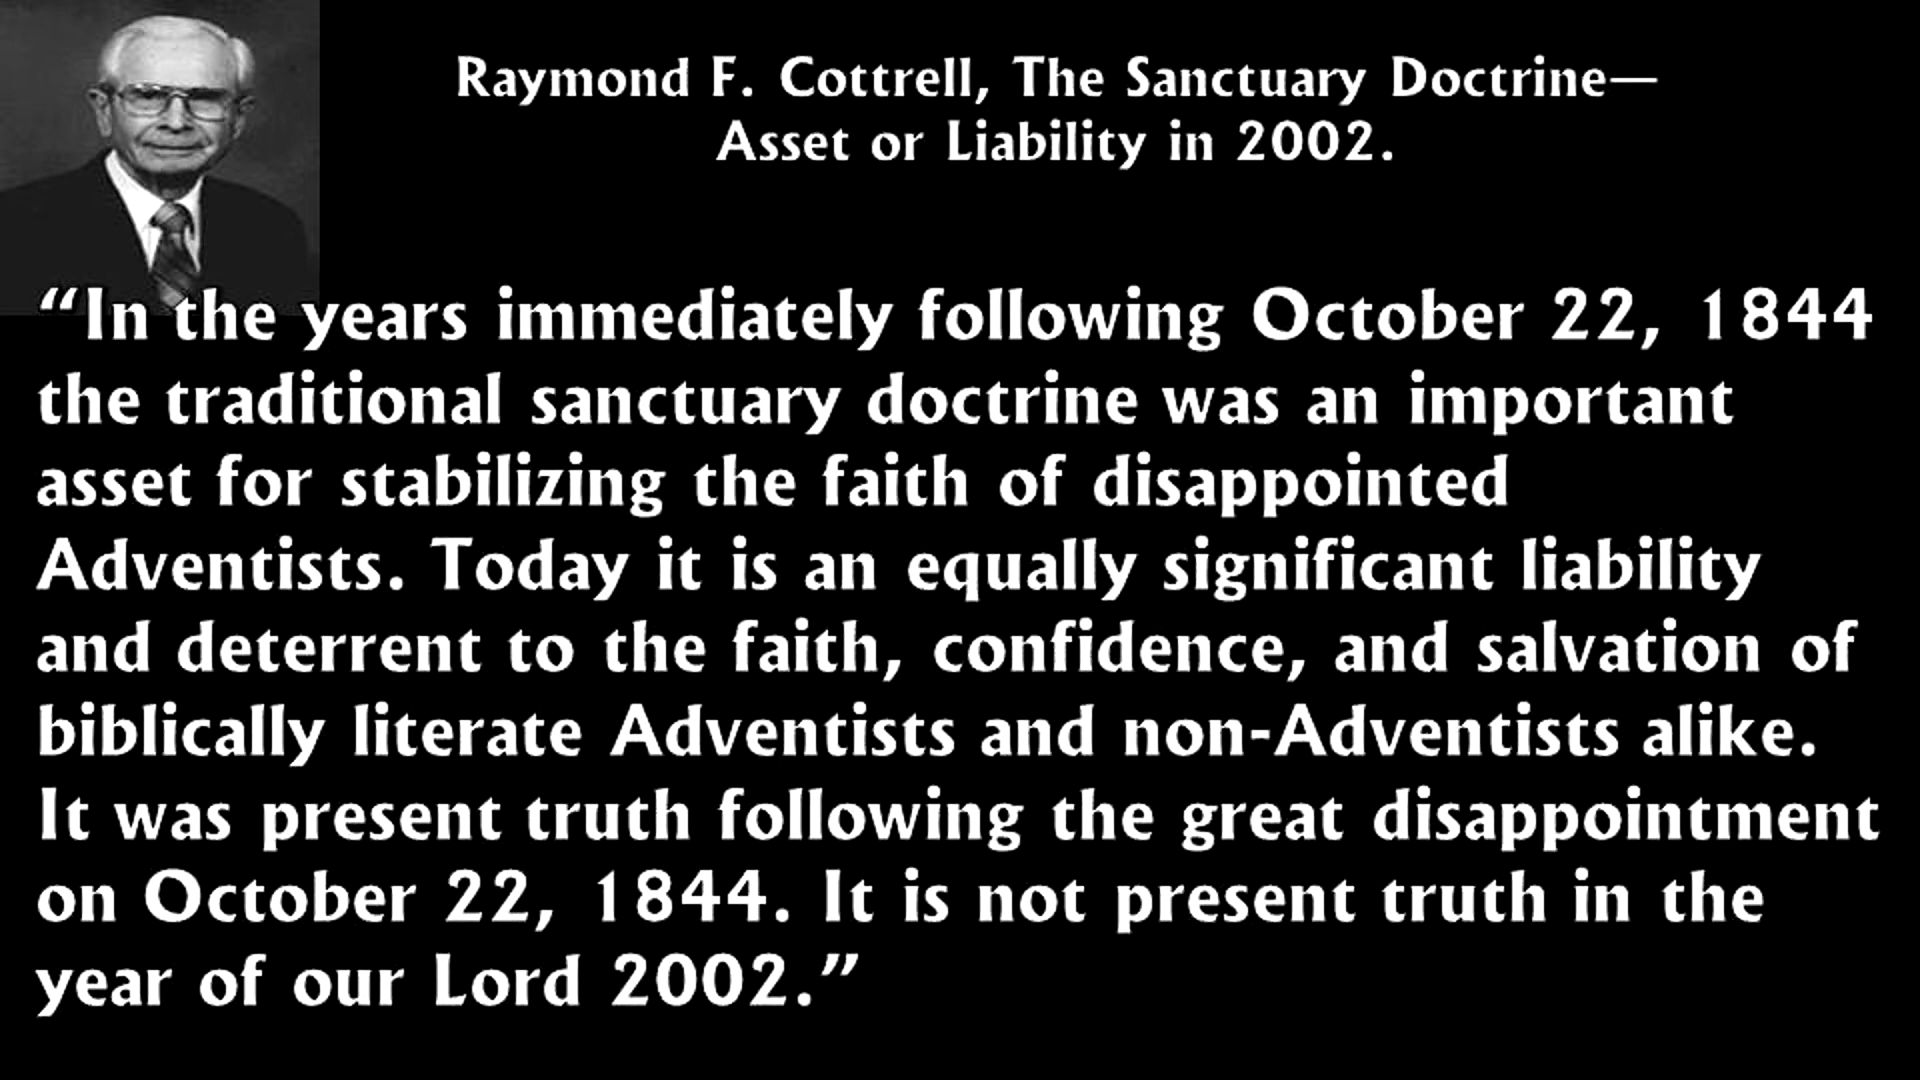 Raymond F. Cottrell, The Sanctuary Doctrine—
Asset or Liability in 2002.
“In the years immediately following October 22, 1844
the traditional sanctuary doctrine was an important
asset for stabilizing the faith of disappointed
Adventists. Today it is an equally significant liability
and deterrent to the faith, confidence, and salvation of
biblically literate Adventists and non-Adventists alike.
It was present truth following the great disappointment
on October 22, 1844. It is not present truth in the
year of our Lord 2002.”